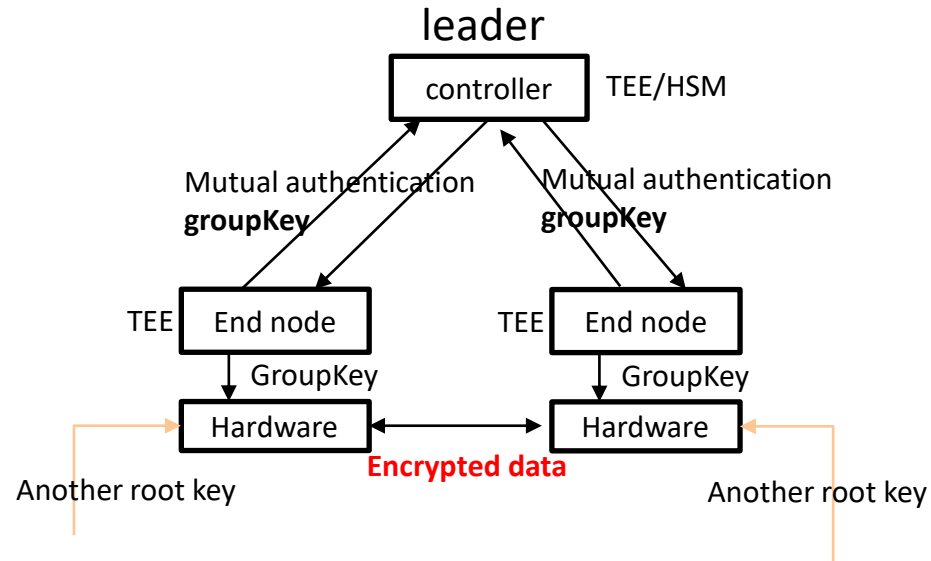 leader
controller
TEE/HSM
Mutual authentication
groupKey
Mutual authentication
groupKey
TEE
End node
TEE
End node
GroupKey
GroupKey
Hardware
Hardware
Encrypted data
Another root key
Another root key